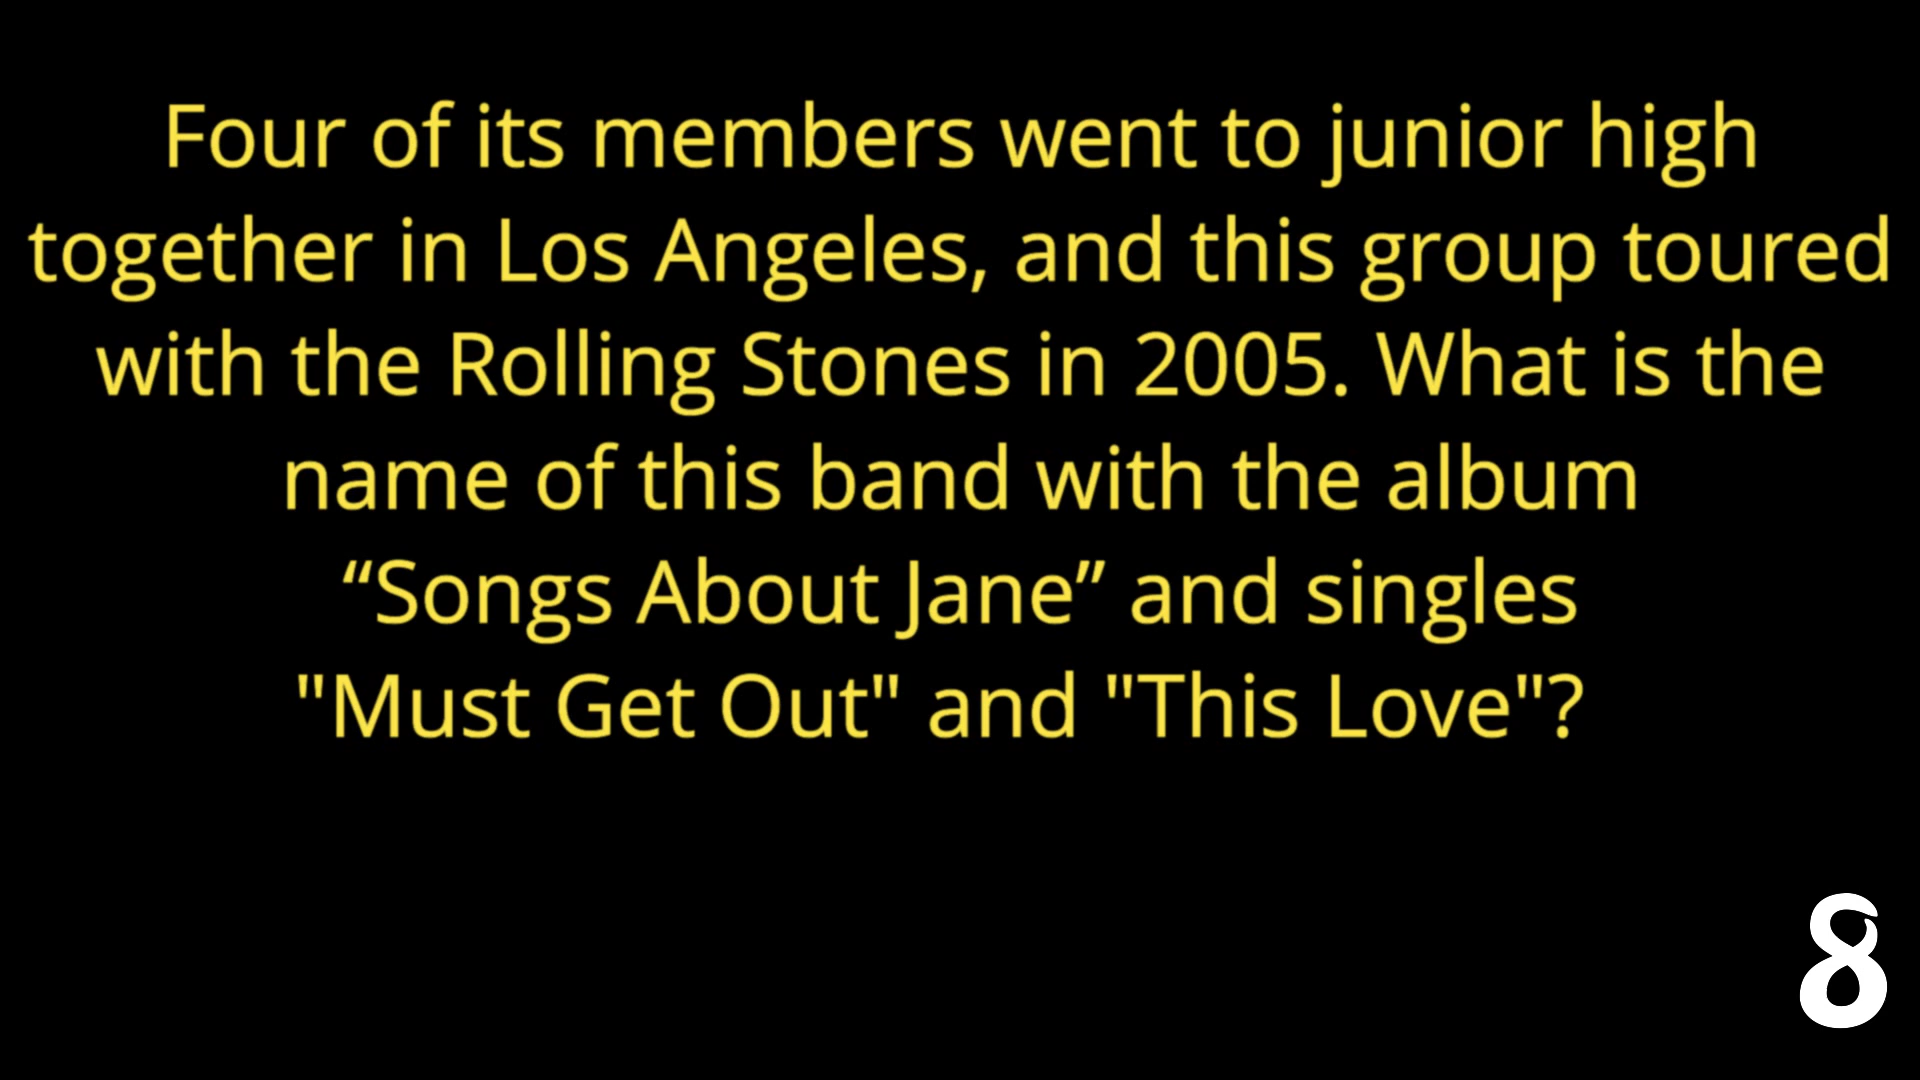 Four of its members went to junior high
together in Los Angeles, and this group toured
with the Rolling Stones in 2005. What is the
name of this band with the album
“Songs About Jane” and singles
"Must Get Out" and "This Love"?
8